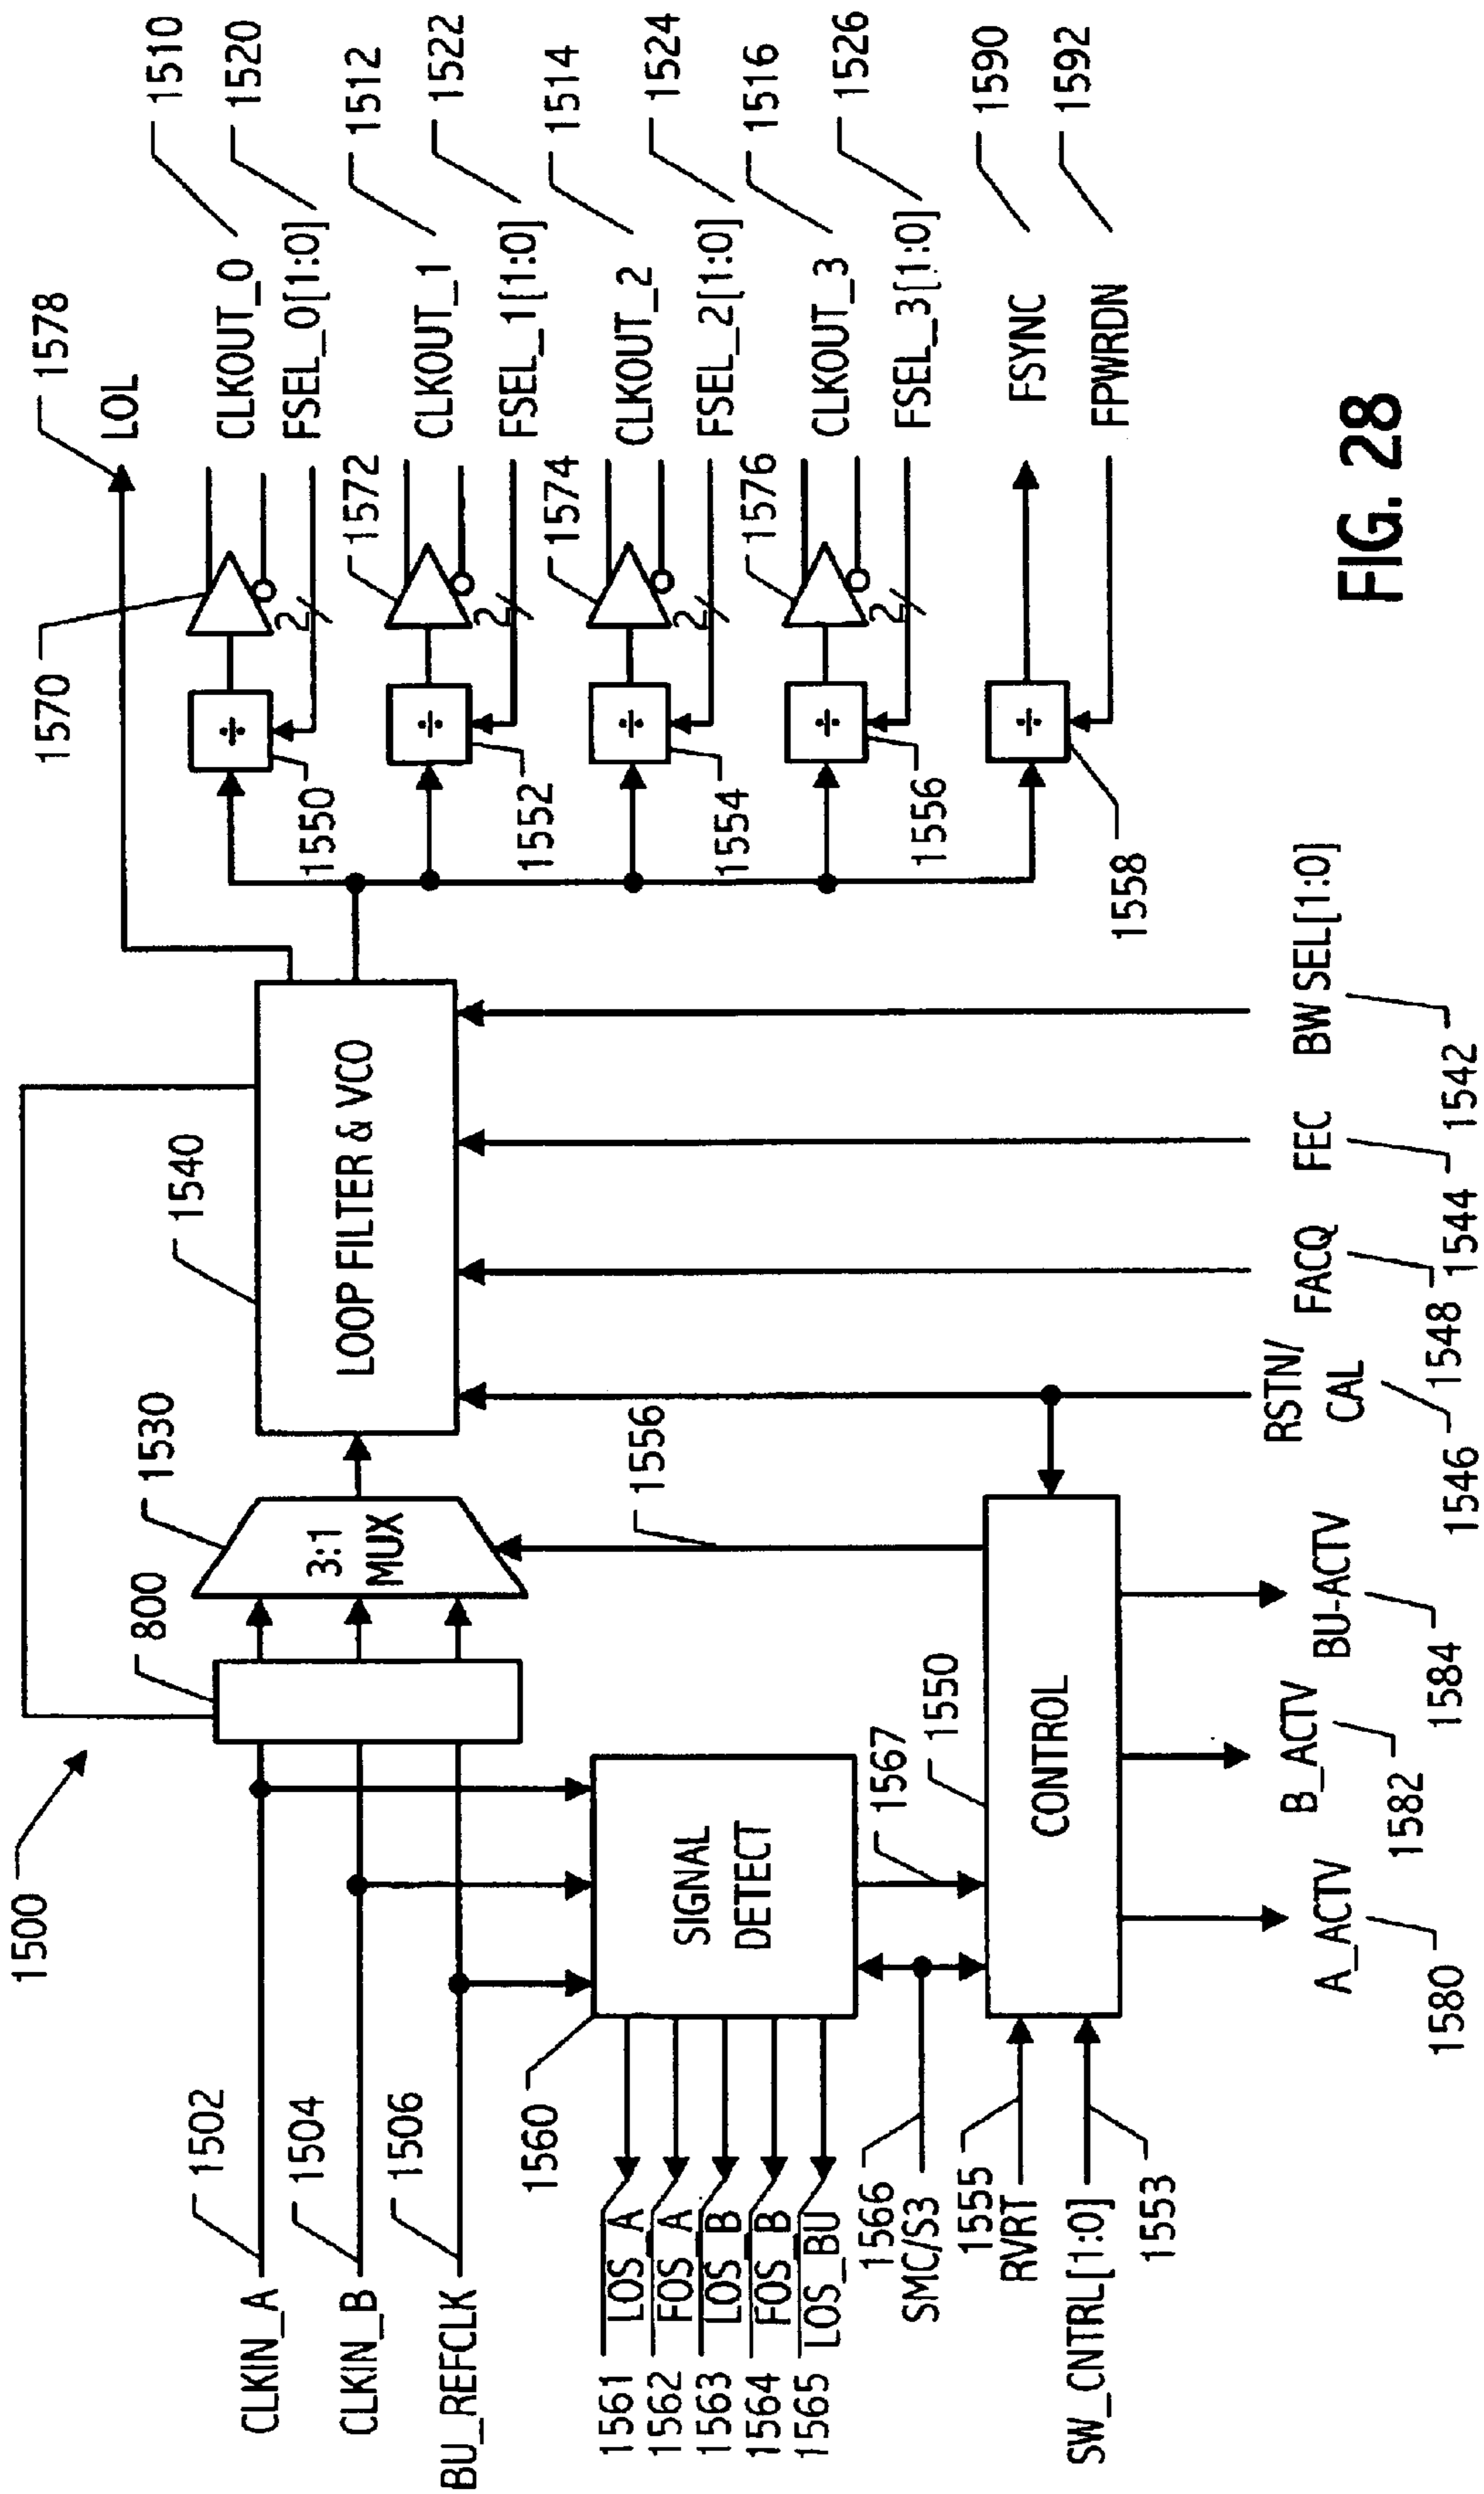 1500
CLKIN_A
1502
CLKIN_B
1504
BU_REFCLK
1506
800
3:1
MUX
1530
LOOP FILTER & VCO
1540
1578
LOL
1570
1510
CLKOUT_0
1520
FSEL_0[1:0]
÷
2
1550
1572
1512
CLKOUT_1
1522
FSEL_1[1:0]
÷
2
1552
1574
1514
CLKOUT_2
1524
FSEL_2[1:0]
÷
2
1554
1576
1516
CLKOUT_3
1526
FSEL_3[1:0]
÷
2
1556
1590
FSYNC
1592
FPWRDN
÷
1558
SIGNAL
DETECT
1560
1561
LOS_A
1562
FOS_A
1563
LOS_B
1564
FOS_B
1565
LOS_BU
1566
SMC/S3
1567
1550
1556
1555
RVRT
SW_CNTRL[1:0]
1553
CONTROL
A_ACTV
1580
B_ACTV
1582
BU-ACTV
1584
RSTN/
CAL
1546
FACQ
1548
FEC
1544
BW SEL[1:0]
1542
FIG. 28